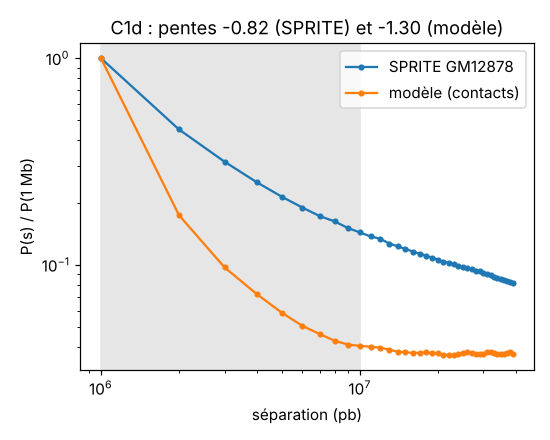 C1d : pentes -0.82 (SPRITE) et -1.30 (modèle)
SPRITE GM12878
modèle (contacts)
P(s) / P(1 Mb)
10⁰
10⁻¹
10⁶
10⁷
séparation (pb)